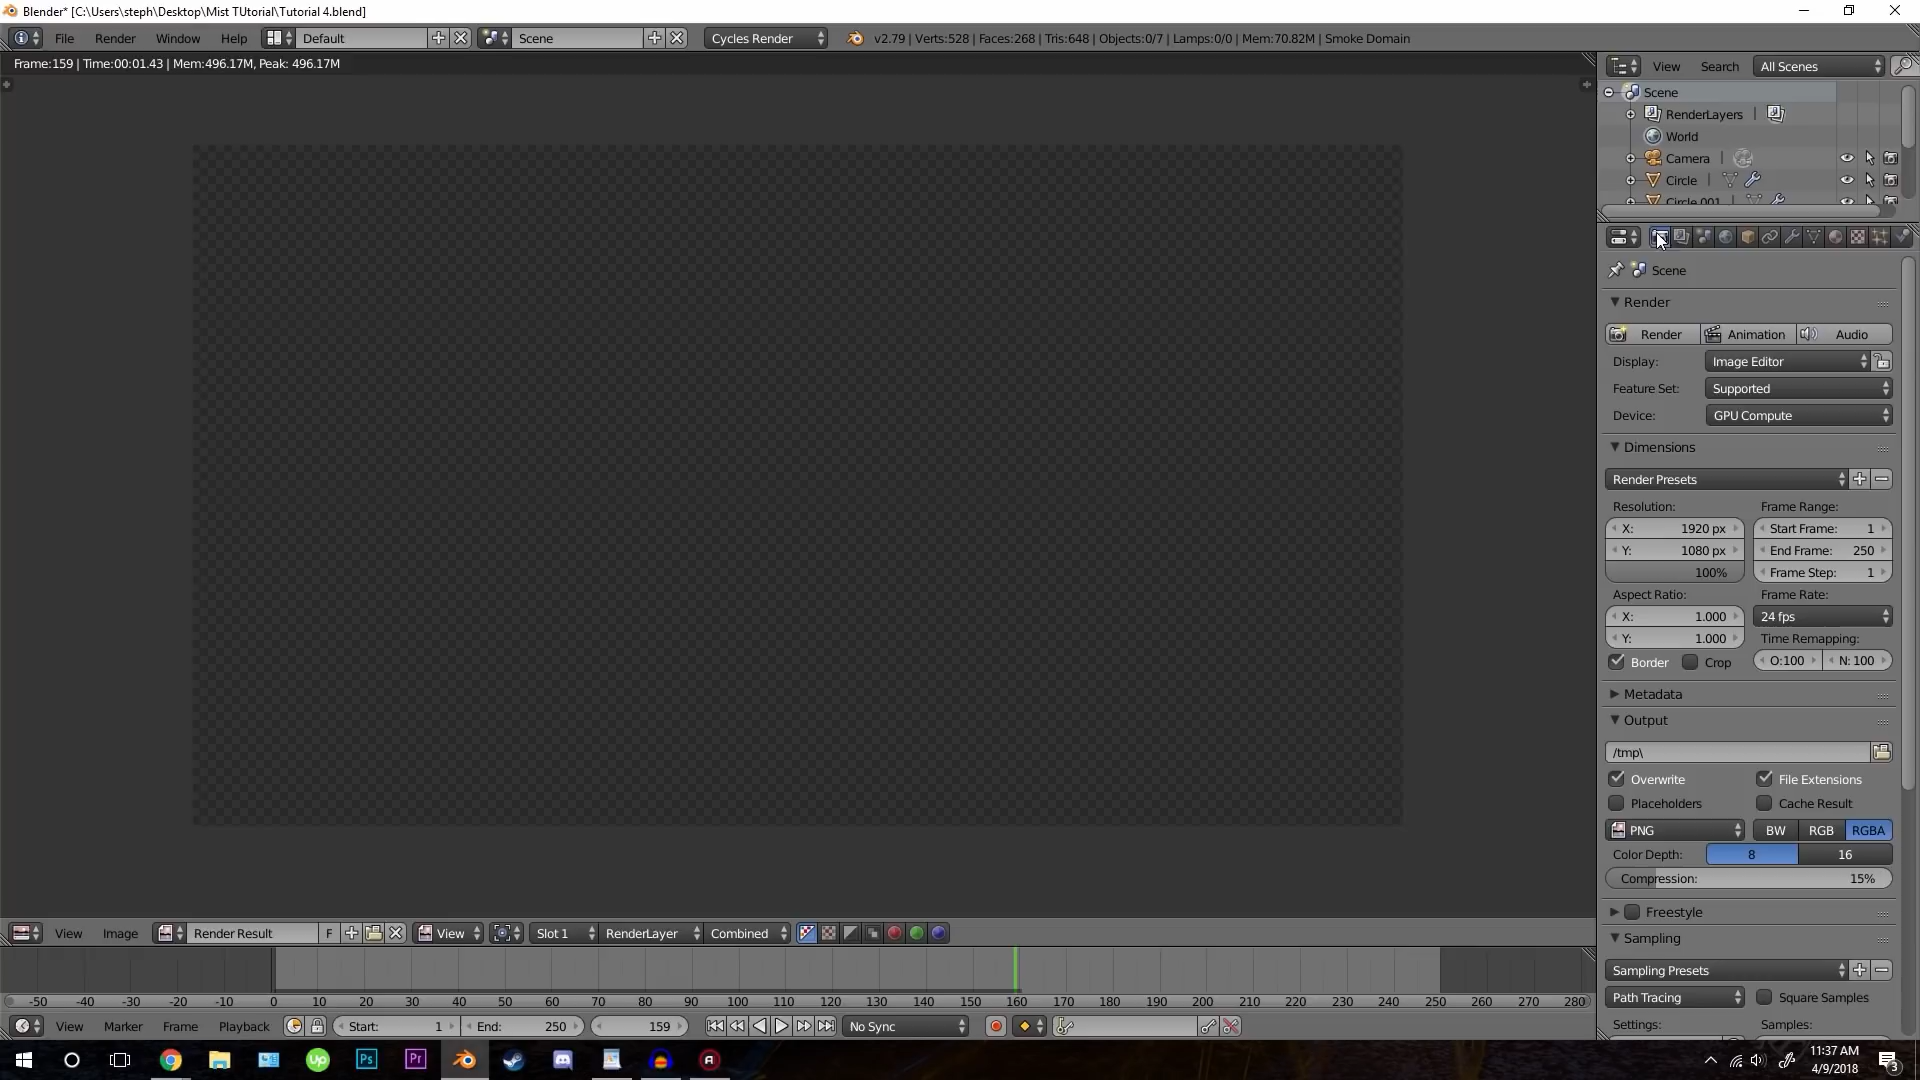 Blender* [C:\Users\steph\Desktop\Mist TUtorial\Tutorial 4.blend]
File Render Window Help Default Scene Cycles Render v2.79 | Verts:528 | Faces:268 | Tris:648 | Objects:0/7 | Lamps:0/0 | Mem:70.82M | Smoke Domain
Frame:159 | Time:00:01.43 | Mem:496.17M, Peak: 496.17M
View Search All Scenes
Scene
RenderLayers |
World
Camera |
Circle |
Circle.001
Scene
Render
Render Animation Audio
Display: Image Editor
Feature Set: Supported
Device: GPU Compute
Dimensions
Render Presets
Resolution: Frame Range:
X: 1920 px Start Frame: 1
Y: 1080 px End Frame: 250
100% Frame Step: 1
Aspect Ratio: Frame Rate:
X: 1.000 24 fps
Y: 1.000 Time Remapping:
Border Crop O:100 N: 100
Metadata
Output
/tmp\
Overwrite File Extensions
Placeholders Cache Result
PNG BW RGB RGBA
Color Depth: 8 16
Compression: 15%
Freestyle
Sampling
Sampling Presets
Path Tracing Square Samples
Settings: Samples:
View Image Render Result F View Slot 1 RenderLayer Combined
-50 -40 -30 -20 -10 0 10 20 30 40 50 60 70 80 90 100 110 120 130 140 150 160 170 180 190 200 210 220 230 240 250 260 270 280
View Marker Frame Playback Start: 1 End: 250 159 No Sync
Up Ps Pr
11:37 AM
4/9/2018
3